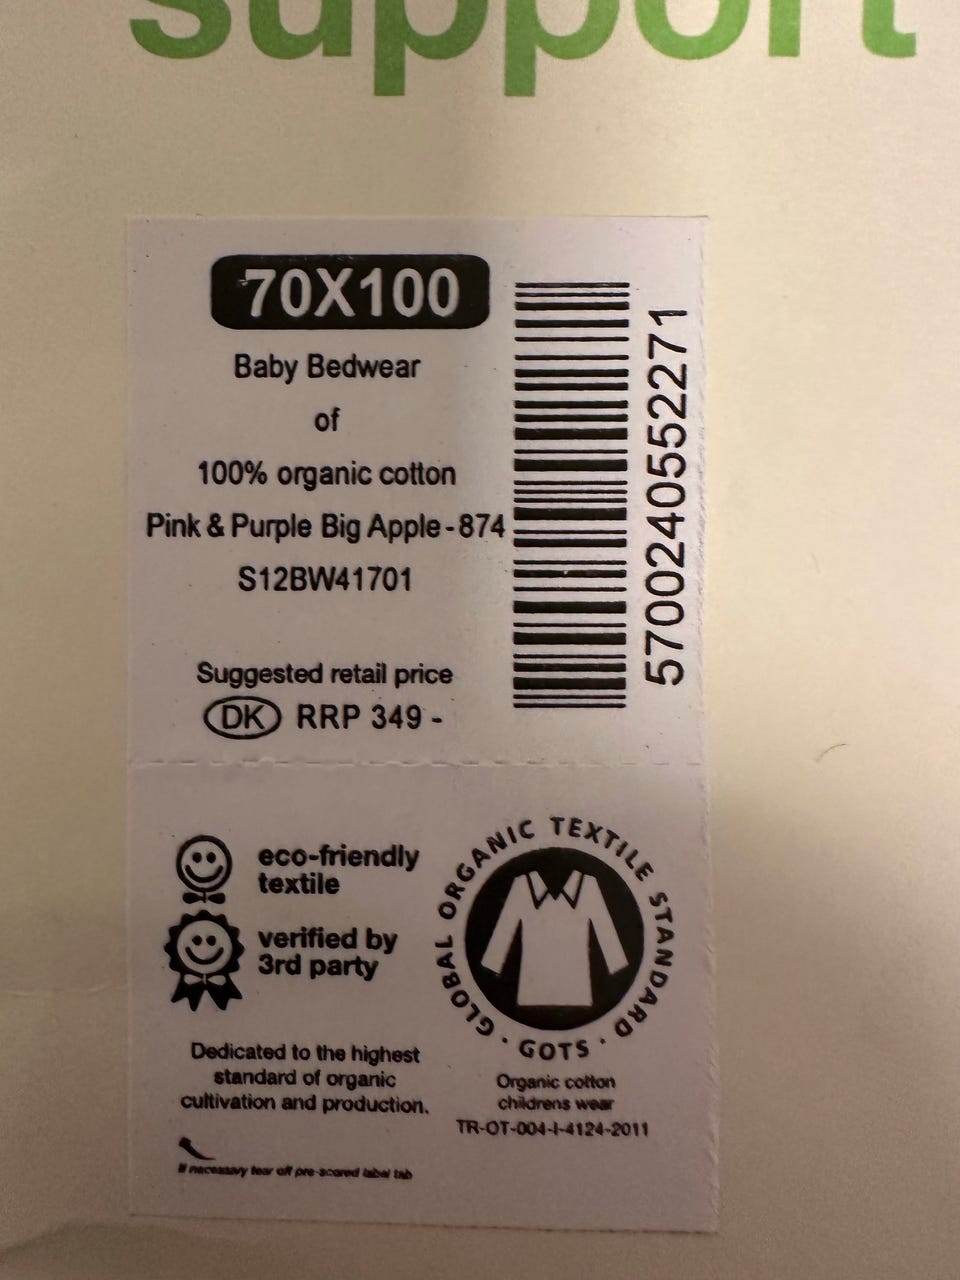 support
70X100
Baby Bedwear
of
100% organic cotton
Pink & Purple Big Apple - 874
S12BW41701
Suggested retail price
DK RRP 349 -
5700240552271
eco-friendly
textile
verified by
3rd party
GLOBAL ORGANIC TEXTILE STANDARD · GOTS ·
Dedicated to the highest
standard of organic
cultivation and production.
Organic cotton
childrens wear
TR-OT-004-I-4124-2011
If necessary tear off pre-scored label tab